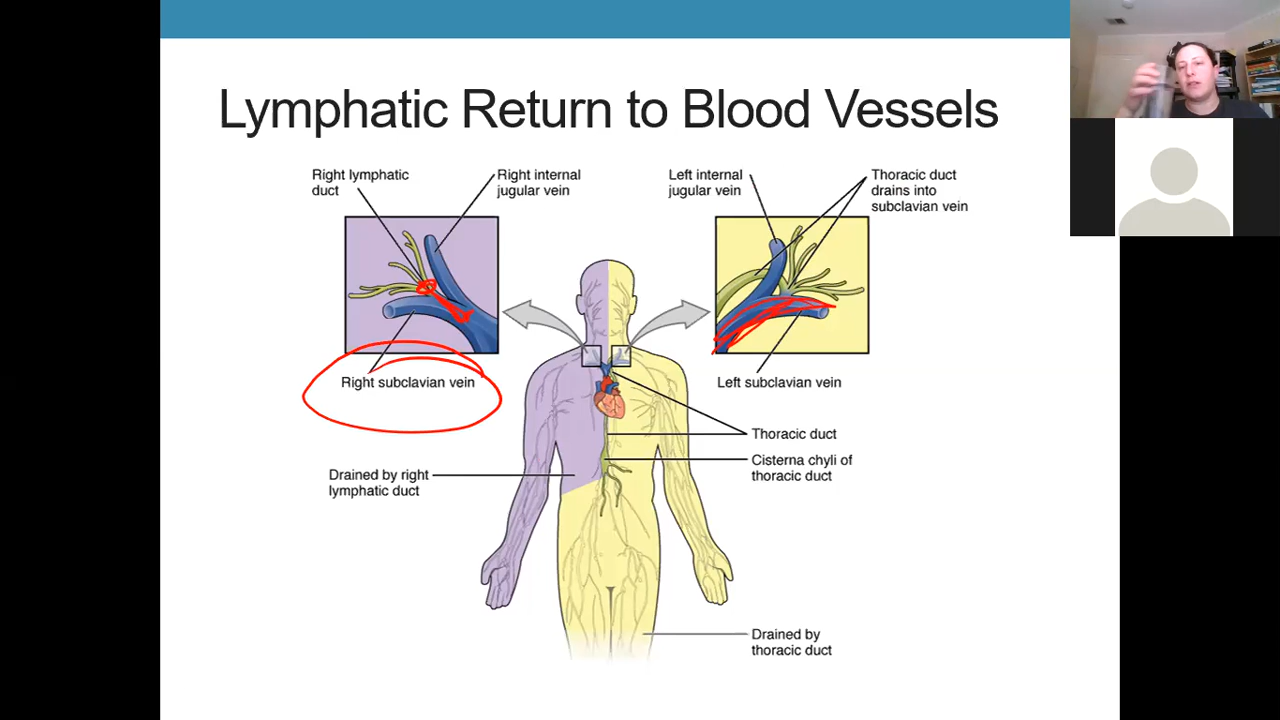 Lymphatic Return to Blood Vessels
Right lymphatic
duct
Right internal
jugular vein
Left internal
jugular vein
Thoracic duct
drains into
subclavian vein
Right subclavian vein
Left subclavian vein
Thoracic duct
Cisterna chyli of
thoracic duct
Drained by right
lymphatic duct
Drained by
thoracic duct